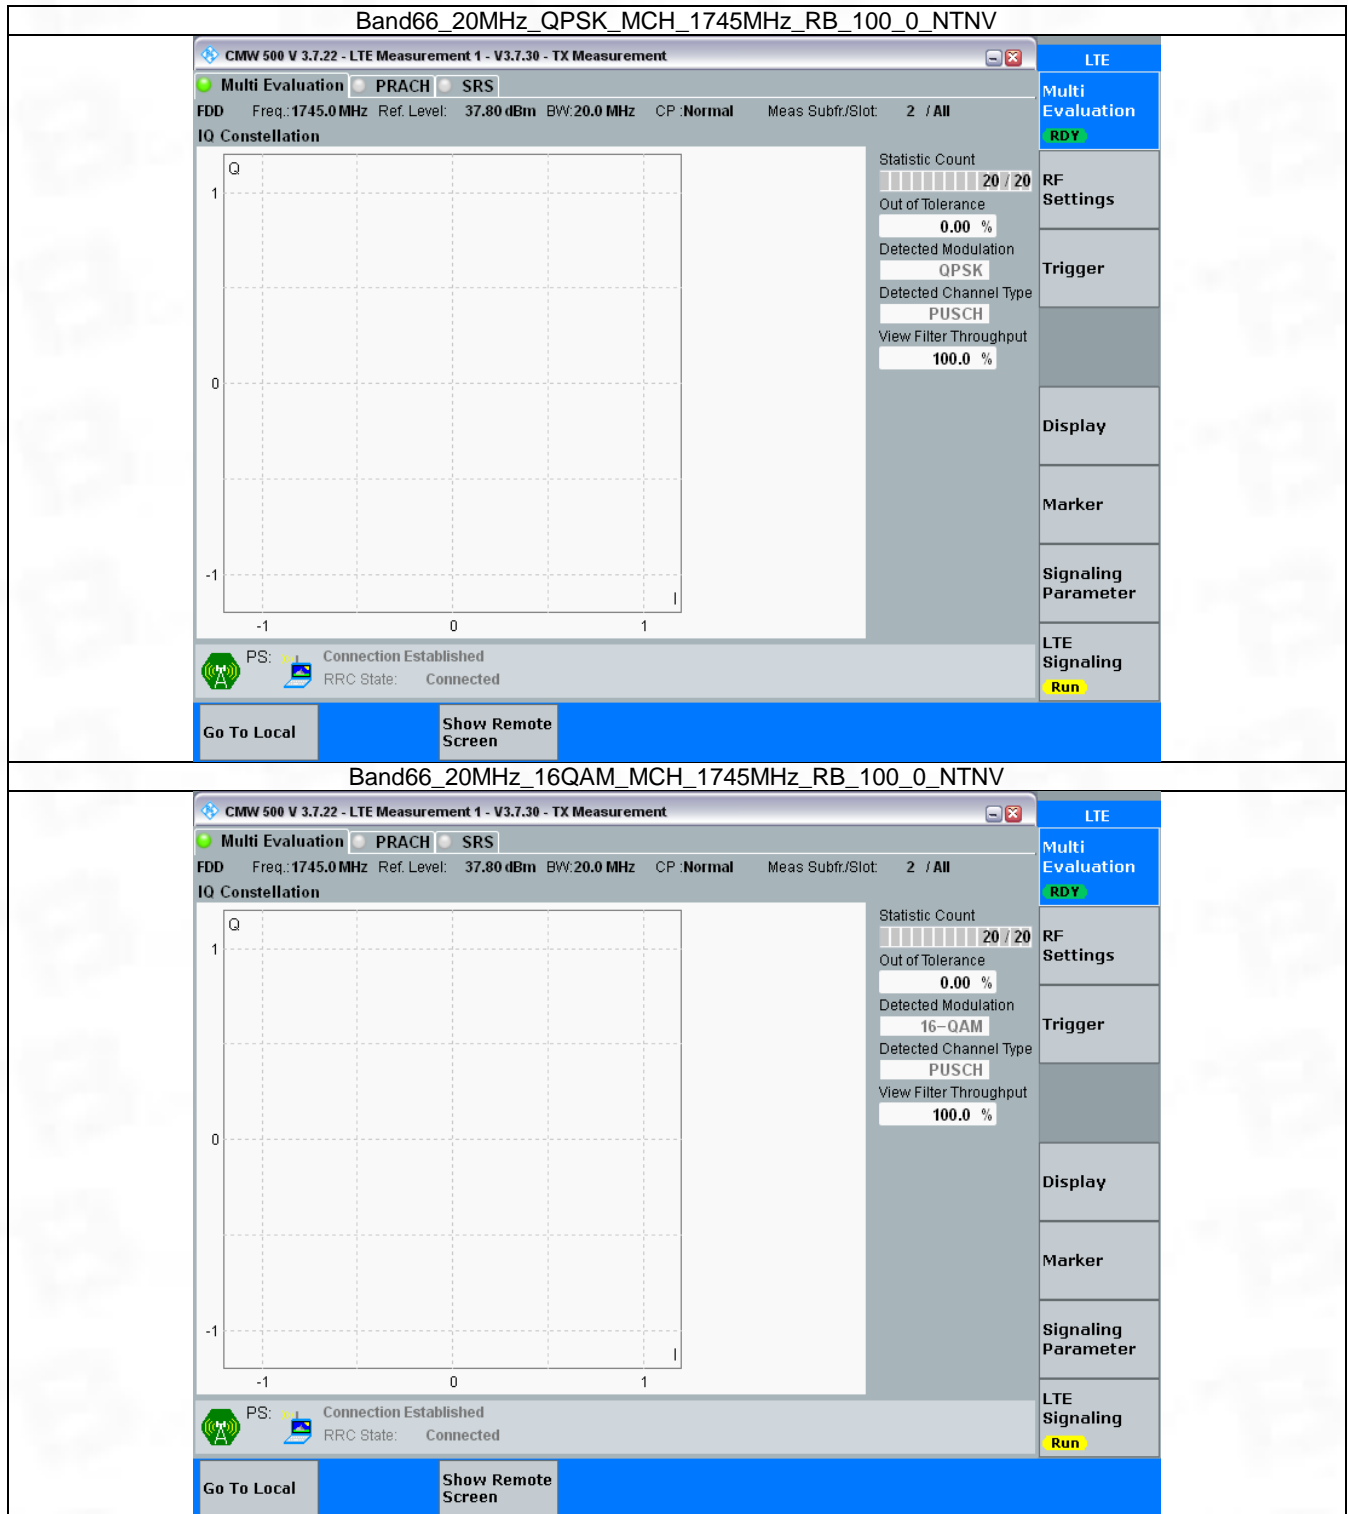 Band66_20MHz_QPSK_MCH_1745MHz_RB_100_0_NTNV
CMW 500 V 3.7.22 - LTE Measurement 1 - V3.7.30 - TX Measurement
LTE
Multi Evaluation PRACH SRS
Multi
Evaluation
RDY
FDD Freq.:1745.0 MHz Ref. Level: 37.80 dBm BW:20.0 MHz CP :Normal Meas Subfr./Slot: 2 / All
IQ Constellation
Q
1
0
-1
I
-1 0 1
Statistic Count
20 / 20
Out of Tolerance
0.00 %
Detected Modulation
QPSK
Detected Channel Type
PUSCH
View Filter Throughput
100.0 %
RF
Settings
Trigger
Display
Marker
Signaling
Parameter
LTE
Signaling
Run
PS: Connection Established
RRC State: Connected
Go To Local
Show Remote
Screen
Band66_20MHz_16QAM_MCH_1745MHz_RB_100_0_NTNV
CMW 500 V 3.7.22 - LTE Measurement 1 - V3.7.30 - TX Measurement
LTE
Multi Evaluation PRACH SRS
Multi
Evaluation
RDY
FDD Freq.:1745.0 MHz Ref. Level: 37.80 dBm BW:20.0 MHz CP :Normal Meas Subfr./Slot: 2 / All
IQ Constellation
Q
1
0
-1
I
-1 0 1
Statistic Count
20 / 20
Out of Tolerance
0.00 %
Detected Modulation
16-QAM
Detected Channel Type
PUSCH
View Filter Throughput
100.0 %
RF
Settings
Trigger
Display
Marker
Signaling
Parameter
LTE
Signaling
Run
PS: Connection Established
RRC State: Connected
Go To Local
Show Remote
Screen